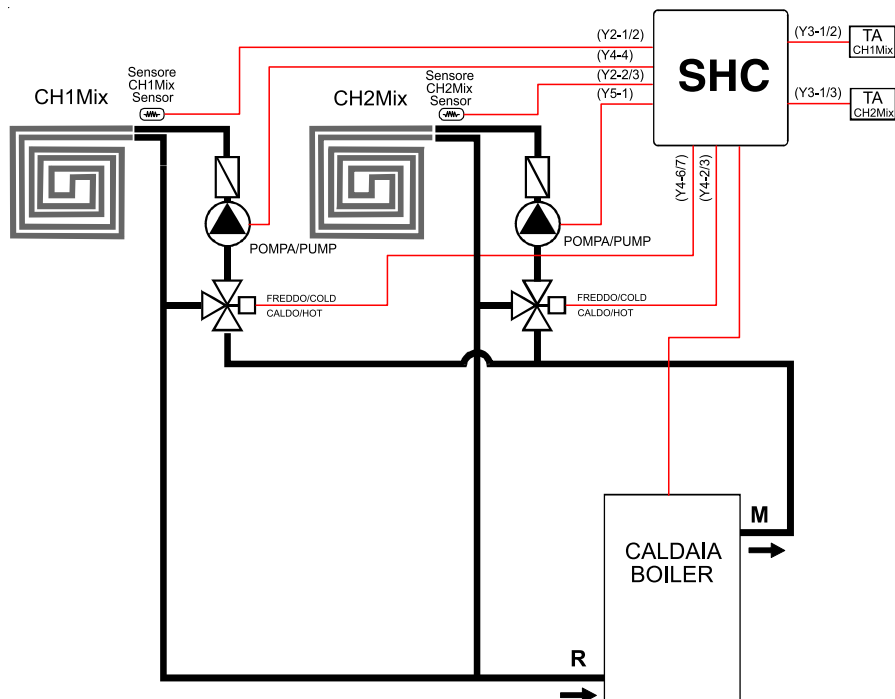 (Y2-1/2)
(Y4-4)
(Y2-2/3)
(Y5-1)
SHC
(Y3-1/2)
TA
CH1Mix
(Y3-1/3)
TA
CH2Mix
Sensore
CH1Mix
Sensor
CH1Mix
Sensore
CH2Mix
Sensor
CH2Mix
(Y4-6/7)
(Y4-2/3)
POMPA/PUMP
POMPA/PUMP
FREDDO/COLD
CALDO/HOT
FREDDO/COLD
CALDO/HOT
M
CALDAIA
BOILER
R